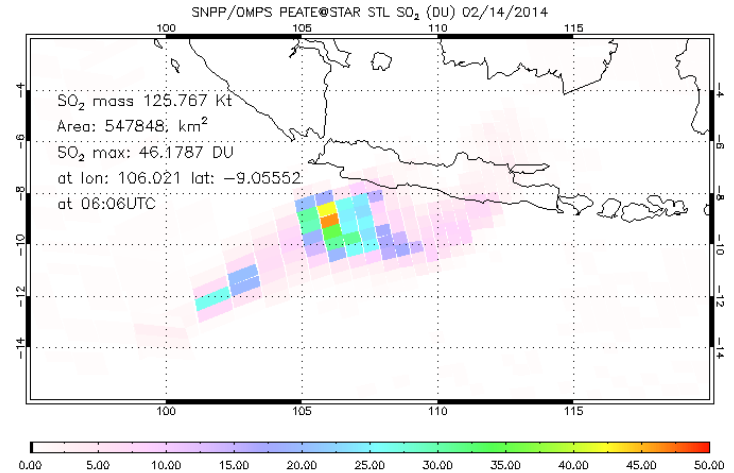 SNPP/OMPS PEATE@STAR STL SO₂ (DU) 02/14/2014
100 105 110 115
SO₂ mass 125.767 Kt
Area: 547848, km²
SO₂ max: 46.1787 DU
at lon: 106.021 lat: -9.05552
at 06:06UTC
-4 -4
-6 -6
-8 -8
-10 -10
-12 -12
-14 -14
100 105 110 115
0.00 5.00 10.00 15.00 20.00 25.00 30.00 35.00 40.00 45.00 50.00